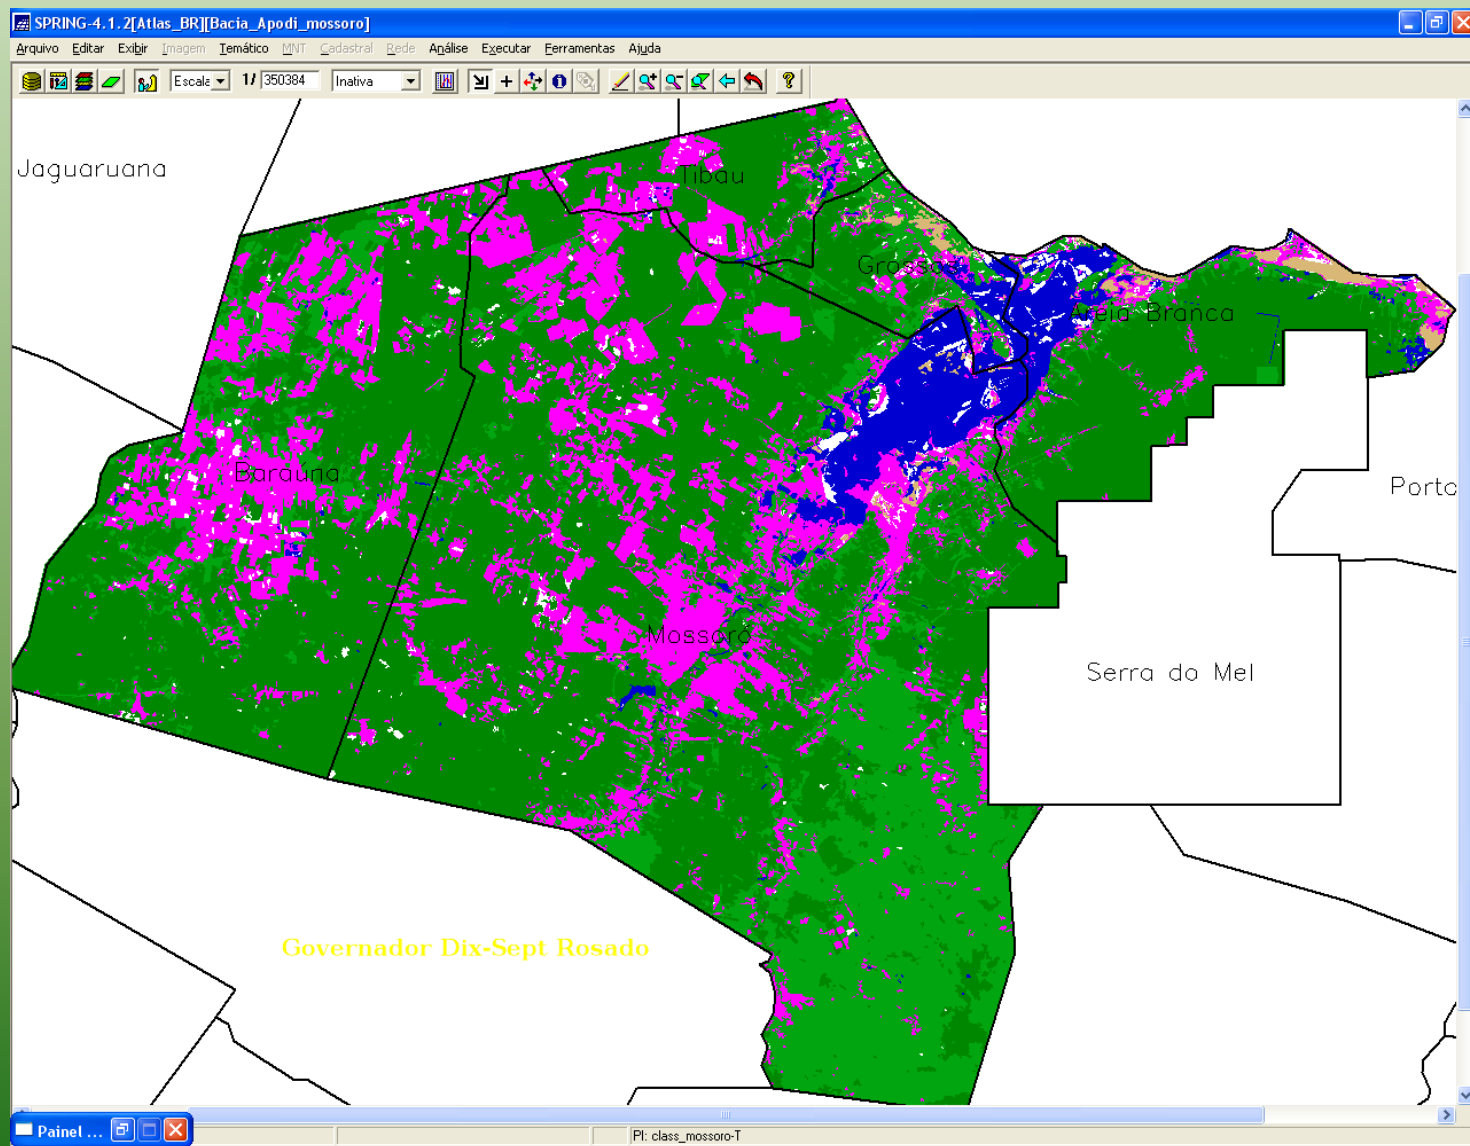 SPRING-4.1.2[Atlas_BR][Bacia_Apodi_mossoro]
Arquivo Editar Exibir Imagem Temático MNT Cadastral Rede Análise Executar Ferramentas Ajuda
Escala 1/ 350384 Inativa
Jaguaruana
Tibau
Grossos
Areia Branca
Baraúna
Porto
Mossoró
Serra do Mel
Governador Dix-Sept Rosado
Painel ...
PI: class_mossoro-T